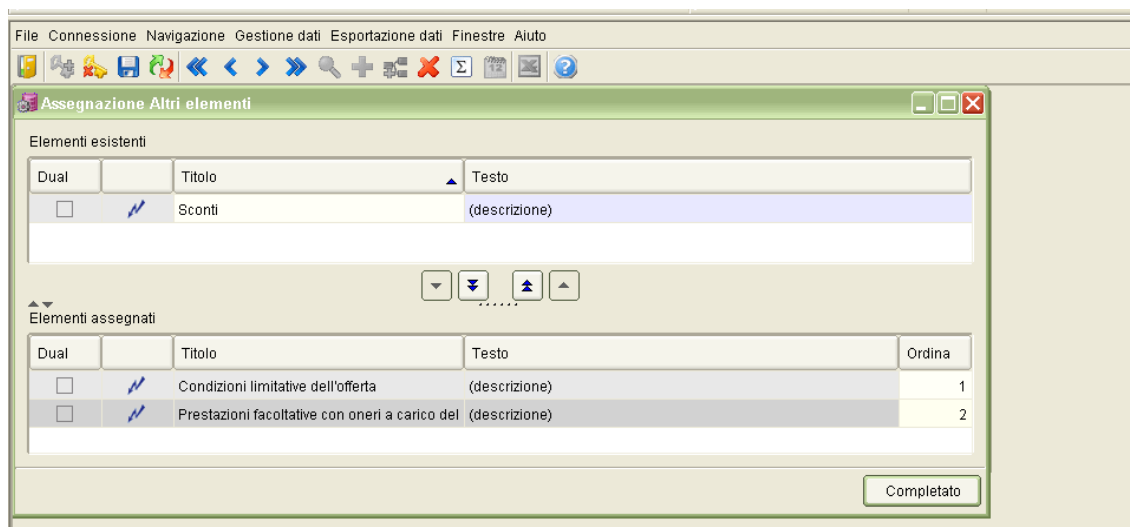 File Connessione Navigazione Gestione dati Esportazione dati Finestre Aiuto
Assegnazione Altri elementi
Elementi esistenti
Dual Titolo Testo
Sconti (descrizione)
Elementi assegnati
Dual Titolo Testo Ordina
Condizioni limitative dell'offerta (descrizione) 1
Prestazioni facoltative con oneri a carico del (descrizione) 2
Completato